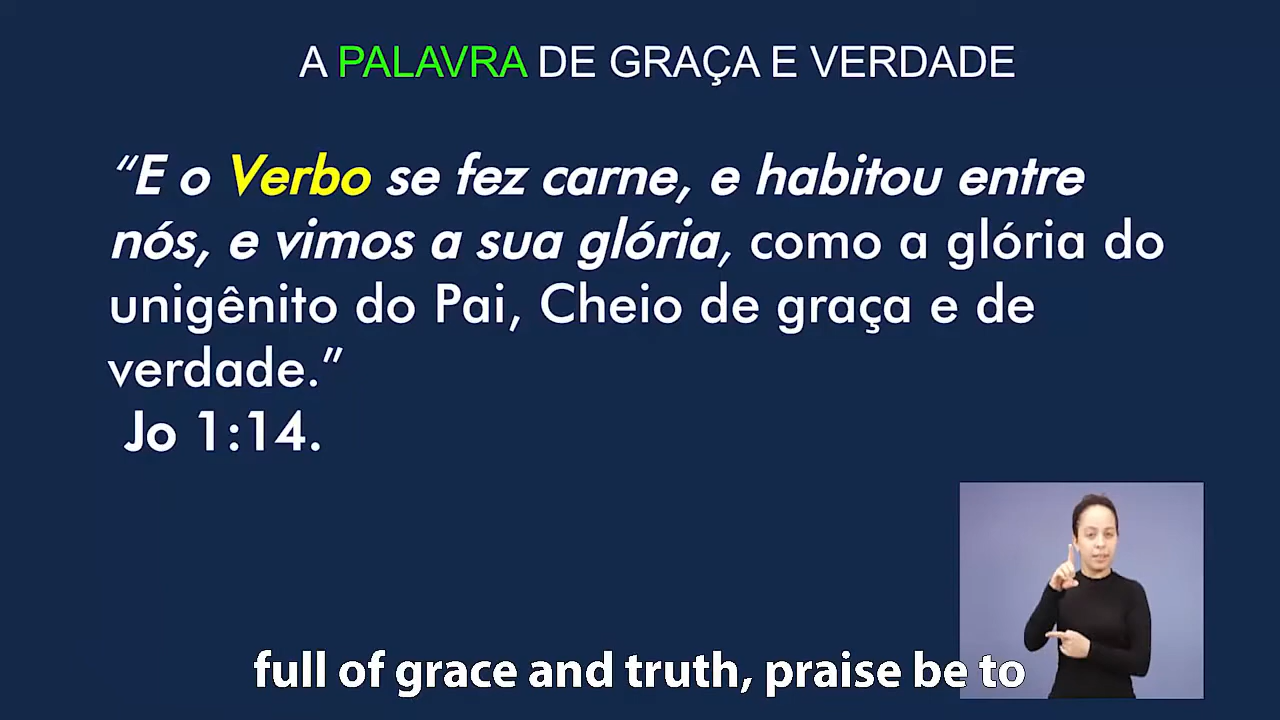 A PALAVRA DE GRAÇA E VERDADE
“E o Verbo se fez carne, e habitou entre
nós, e vimos a sua glória, como a glória do
unigênito do Pai, Cheio de graça e de
verdade.”
Jo 1:14.
full of grace and truth, praise be to